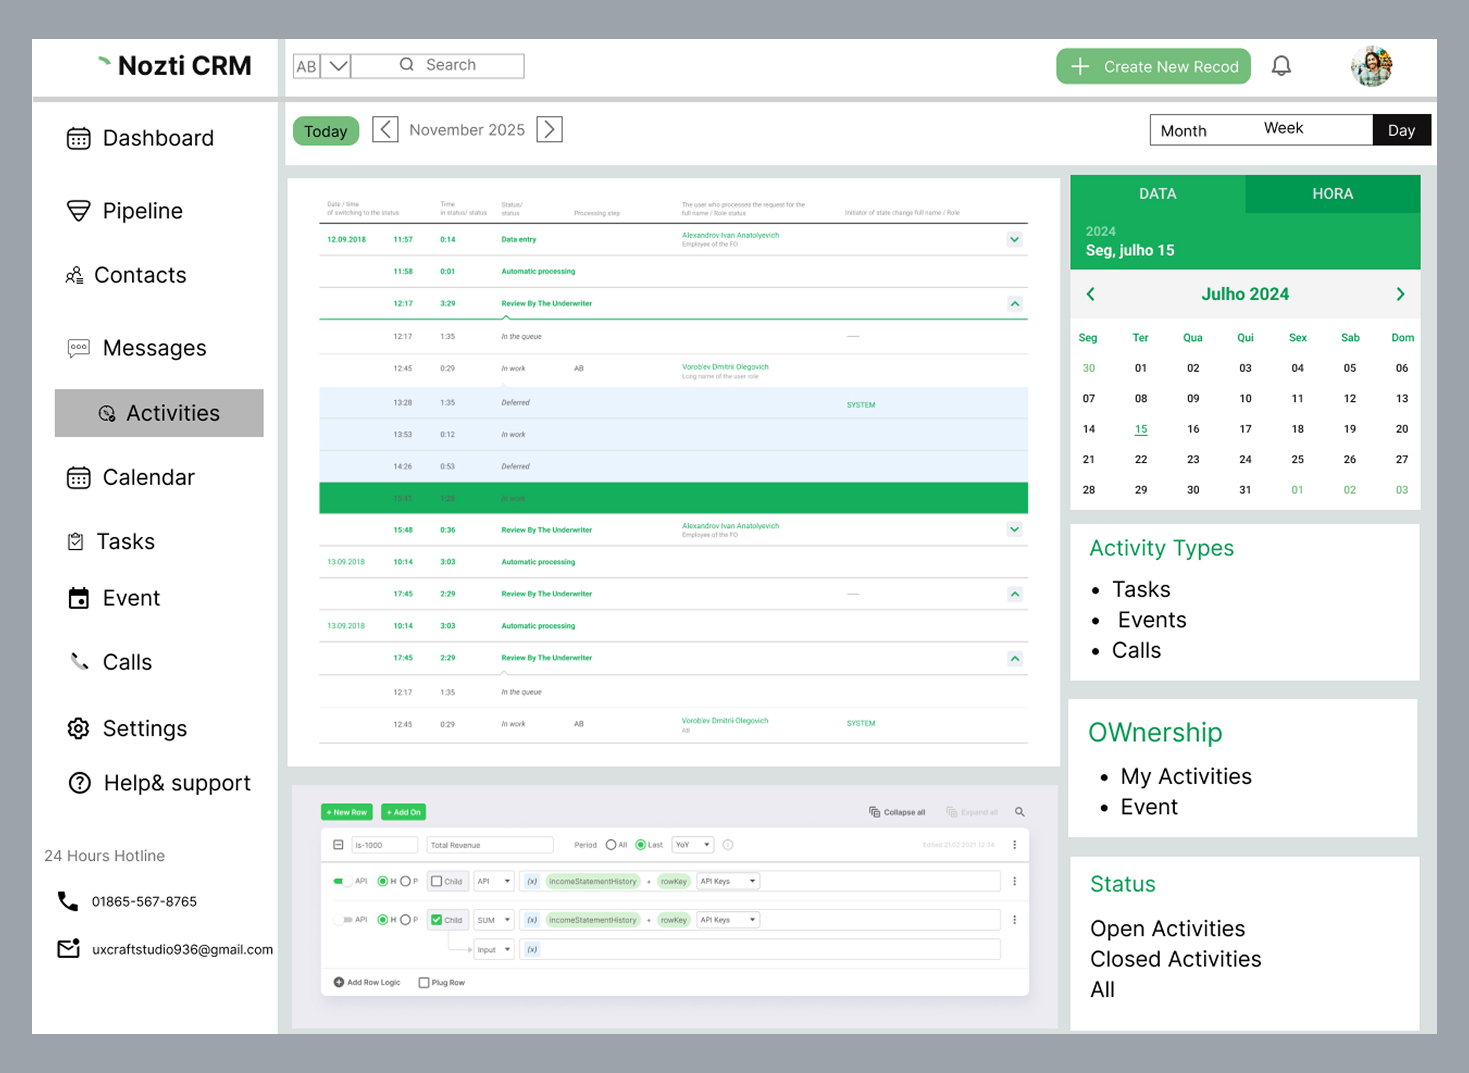 Nozti CRM
AB
Search
Create New Recod
Dashboard
Pipeline
Contacts
Messages
Activities
Calendar
Tasks
Event
Calls
Settings
Help& support
24 Hours Hotline
01865-567-8765
uxcraftstudio936@gmail.com
Today
November 2025
Month Week Day
Date / time of switching to the status
Time in status/ status
Status/ status
Processing step
The user who processes the request for the full name / Role status
Initiator of state change full name / Role
12.09.2018 11:57 0:14 Data entry Alexandrov Ivan Anatolyevich
Employee of the FO
11:58 0:01 Automatic processing
12:17 3:29 Review By The Underwriter
12:17 1:35 In the queue —
12:45 0:29 In work AB Vorob'ev Dmitrii Olegovich
Long name of the user role
13:28 1:35 Deferred SYSTEM
13:53 0:12 In work
14:26 0:53 Deferred
15:41 1:28 In work
15:48 0:36 Review By The Underwriter Alexandrov Ivan Anatolyevich
Employee of the FO
13.09.2018 10:14 3:03 Automatic processing
17:45 2:29 Review By The Underwriter —
13.09.2018 10:14 3:03 Automatic processing
17:45 2:29 Review By The Underwriter
12:17 1:35 In the queue
12:45 0:29 In work AB Vorob'ev Dmitrii Olegovich SYSTEM
AB
+ New Row + Add On Collapse all Expand all
is-1000 Total Revenue Period All Last YoY Edited 21.02.2021 12:34
API H P Child API (x) incomeStatementHistory + rowKey API Keys
API H P Child SUM (x) incomeStatementHistory + rowKey API Keys
Input (x)
Add Row Logic Plug Row
DATA HORA
2024
Seg, julho 15
Julho 2024
Seg Ter Qua Qui Sex Sab Dom
30 01 02 03 04 05 06
07 08 09 10 11 12 13
14 15 16 17 18 19 20
21 22 23 24 25 26 27
28 29 30 31 01 02 03
Activity Types
• Tasks
• Events
• Calls
OWnership
• My Activities
• Event
Status
Open Activities
Closed Activities
All